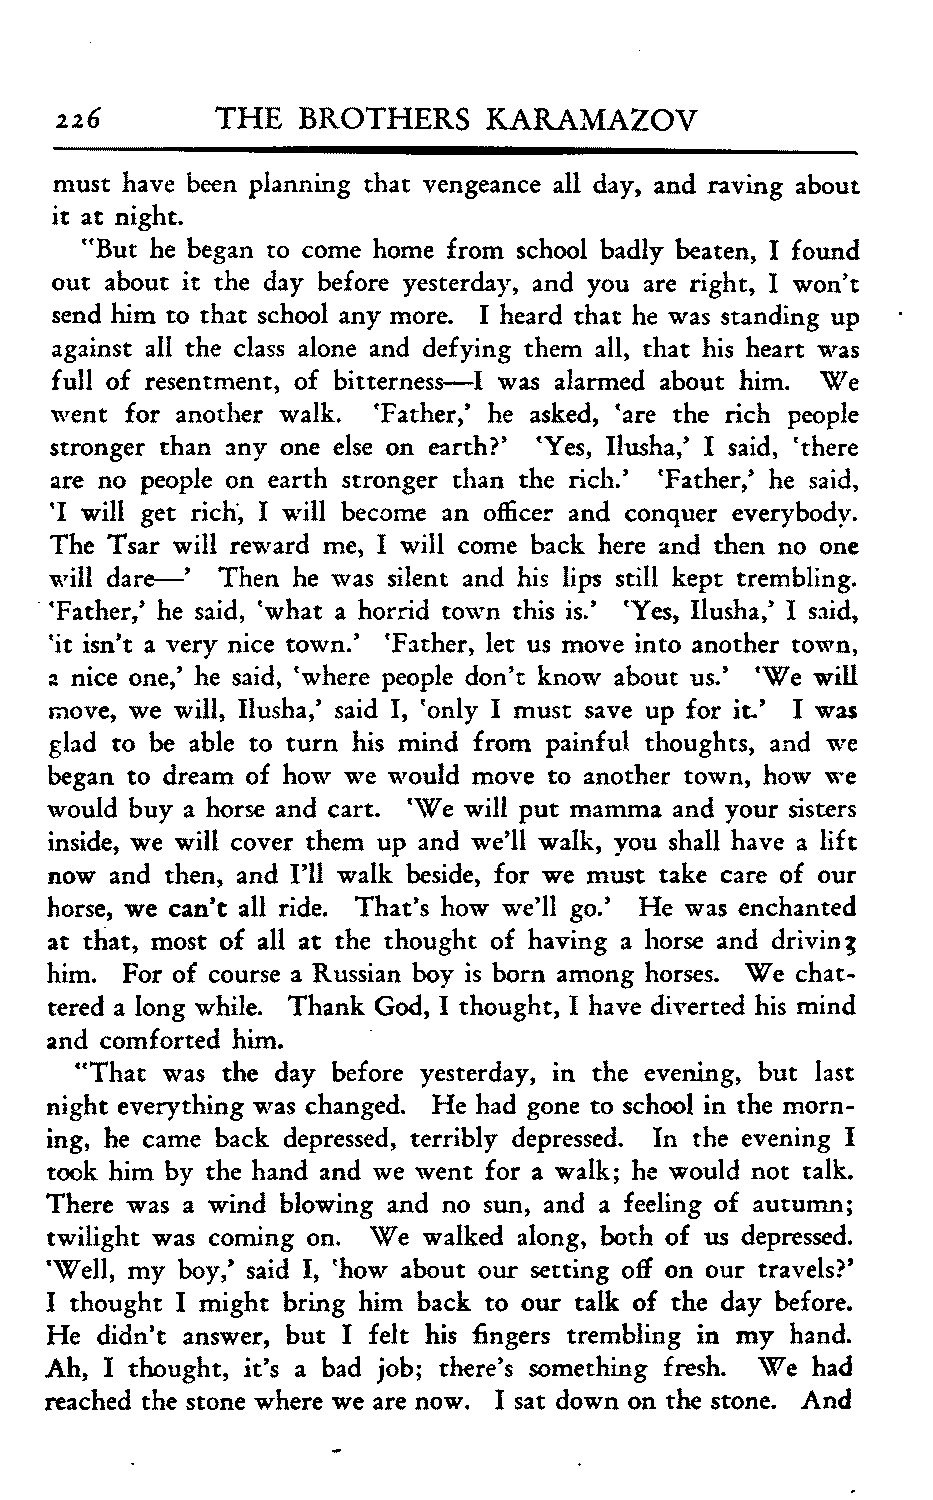 226 THE BROTHERS KARAMAZOV
must have been planning that vengeance all day, and raving about
it at night.
"But he began to come home from school badly beaten, I found
out about it the day before yesterday, and you are right, I won't
send him to that school any more. I heard that he was standing up
against all the class alone and defying them all, that his heart was
full of resentment, of bitterness—I was alarmed about him. We
went for another walk. 'Father,' he asked, 'are the rich people
stronger than any one else on earth?' 'Yes, Ilusha,' I said, 'there
are no people on earth stronger than the rich.' 'Father,' he said,
'I will get rich, I will become an officer and conquer everybody.
The Tsar will reward me, I will come back here and then no one
will dare—' Then he was silent and his lips still kept trembling.
'Father,' he said, 'what a horrid town this is.' 'Yes, Ilusha,' I said,
'it isn't a very nice town.' 'Father, let us move into another town,
a nice one,' he said, 'where people don't know about us.' 'We will
move, we will, Ilusha,' said I, 'only I must save up for it.' I was
glad to be able to turn his mind from painful thoughts, and we
began to dream of how we would move to another town, how we
would buy a horse and cart. 'We will put mamma and your sisters
inside, we will cover them up and we'll walk, you shall have a lift
now and then, and I'll walk beside, for we must take care of our
horse, we can't all ride. That's how we'll go.' He was enchanted
at that, most of all at the thought of having a horse and driving
him. For of course a Russian boy is born among horses. We chat-
tered a long while. Thank God, I thought, I have diverted his mind
and comforted him.
"That was the day before yesterday, in the evening, but last
night everything was changed. He had gone to school in the morn-
ing, he came back depressed, terribly depressed. In the evening I
took him by the hand and we went for a walk; he would not talk.
There was a wind blowing and no sun, and a feeling of autumn;
twilight was coming on. We walked along, both of us depressed.
'Well, my boy,' said I, 'how about our setting off on our travels?'
I thought I might bring him back to our talk of the day before.
He didn't answer, but I felt his fingers trembling in my hand.
Ah, I thought, it's a bad job; there's something fresh. We had
reached the stone where we are now. I sat down on the stone. And